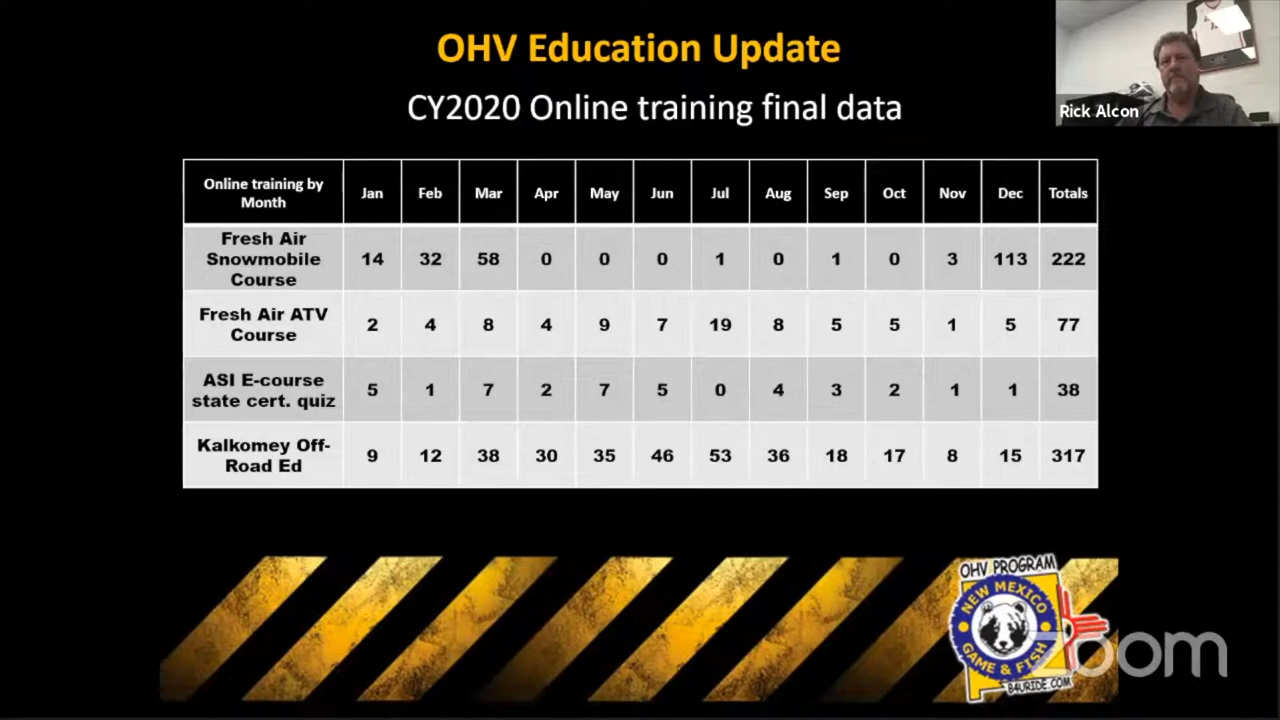 OHV Education Update
CY2020 Online training final data
Rick Alcon
Online training by
Month
Jan Feb Mar Apr May Jun Jul Aug Sep Oct Nov Dec Totals
Fresh Air
Snowmobile
Course
14 32 58 0 0 0 1 0 1 0 3 113 222
Fresh Air ATV
Course
2 4 8 4 9 7 19 8 5 5 1 5 77
ASI E-course
state cert. quiz
5 1 7 2 7 5 0 4 3 2 1 1 38
Kalkomey Off-
Road Ed
9 12 38 30 35 46 53 36 18 17 8 15 317
OHV PROGRAM
NEW MEXICO
GAME & FISH
B4URIDE.COM
zoom